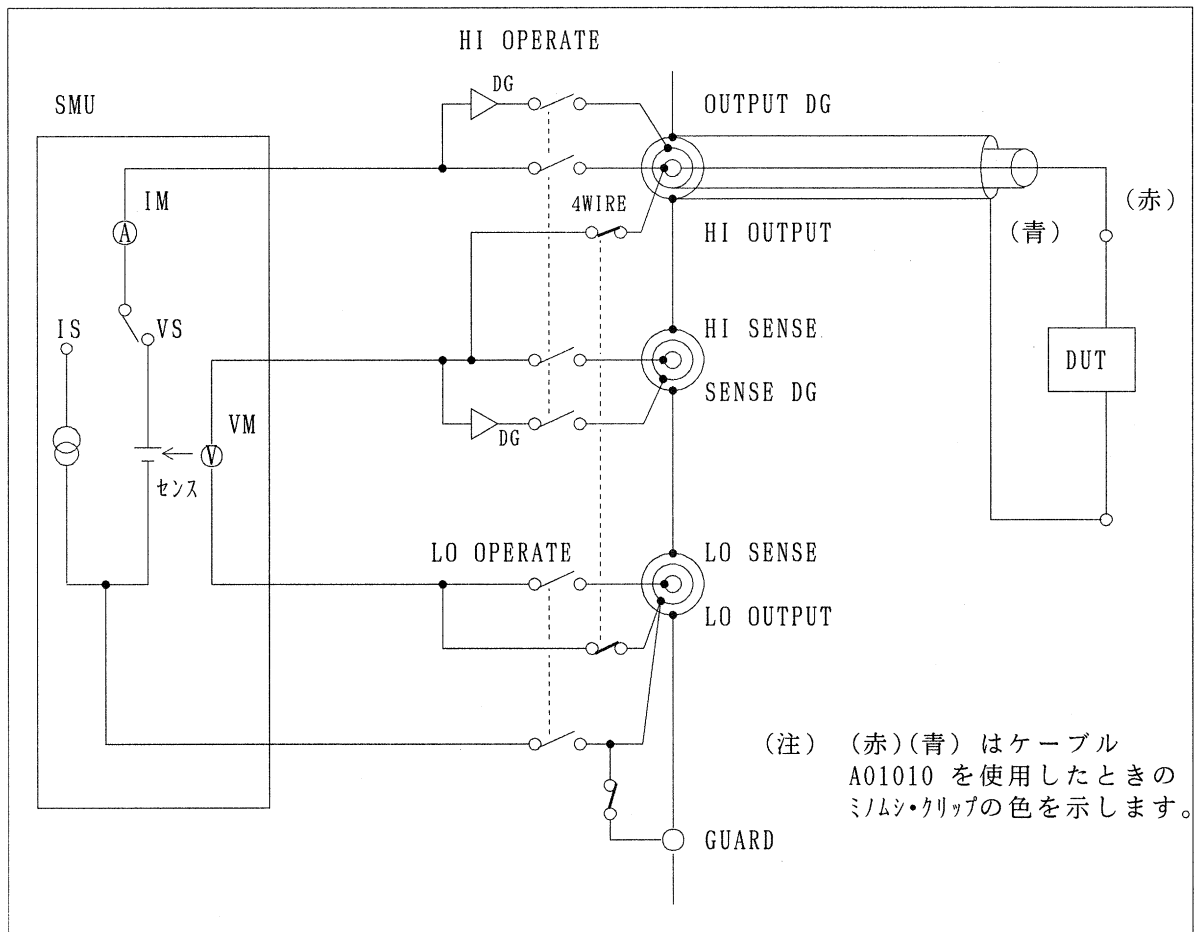 HI OPERATE
DG
SMU
OUTPUT DG
IM
A
4WIRE
(赤)
(青)
HI OUTPUT
IS
VS
HI SENSE
DUT
SENSE DG
VM
DG
V
センス
LO OPERATE
LO SENSE
LO OUTPUT
(注) (赤)(青) はケーブル
A01010 を使用したときの
ミノムシ・クリップの色を示します。
GUARD